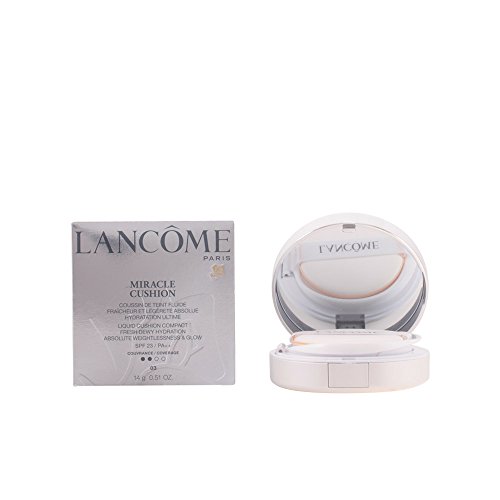 LANCÔME
PARIS
MIRACLE
CUSHION
COUSSIN DE TEINT FLUIDE
FRAÎCHEUR ET LÉGÈRETÉ ABSOLUE
HYDRATATION ULTIME
LIQUID CUSHION COMPACT
FRESH/DEWY HYDRATION
ABSOLUTE WEIGHTLESSNESS & GLOW
SPF 23 / PA++
COUVRANCE / COVERAGE
03
14 g 0.51 OZ.
LANCÔME